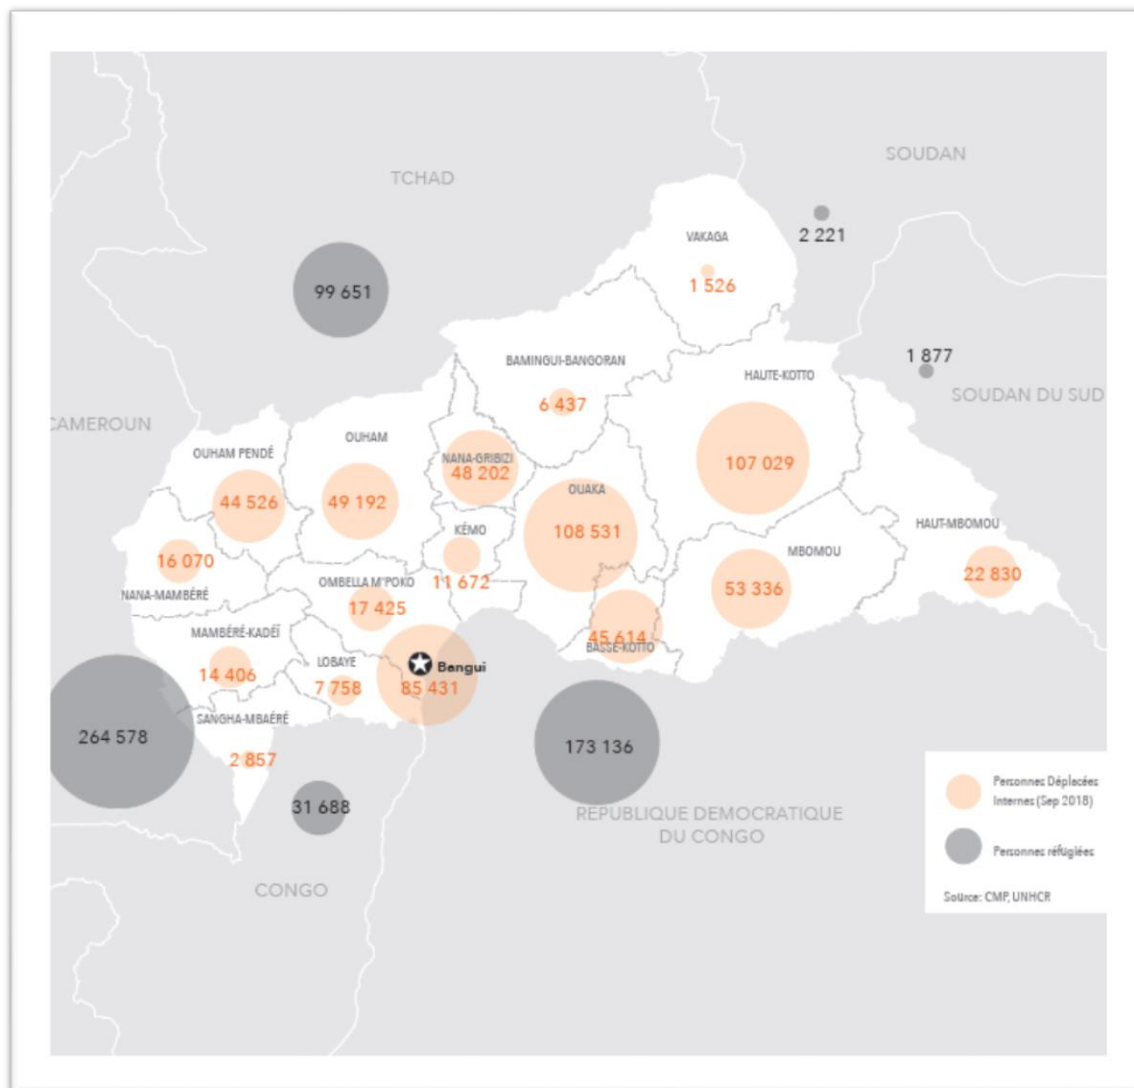 SOUDAN
TCHAD
2 221
VAKAGA
1 526
99 651
1 877
BAMINGUI-BANGORAN
HAUTE-KOTTO
SOUDAN DU SUD
6 437
CAMEROUN
OUHAM
OUHAM PENDÉ
NANA-GRIBIZI
48 202
107 029
OUAKA
44 526
49 192
108 531
HAUT-MBOMOU
KÉMO
MBOMOU
16 070
11 672
22 830
NANA-MAMBÉRÉ
OMBELLA M'POKO
17 425
53 336
MAMBÉRÉ-KADÉÏ
45 614
BASSE-KOTTO
14 406
LOBAYE
7 758
Bangui
85 431
SANGHA-MBAÉRÉ
264 578
2 857
173 136
31 688
REPUBLIQUE DEMOCRATIQUE
DU CONGO
CONGO
Personnes Déplacées
Internes (Sep 2018)
Personnes réfugiées
Source: CMP, UNHCR